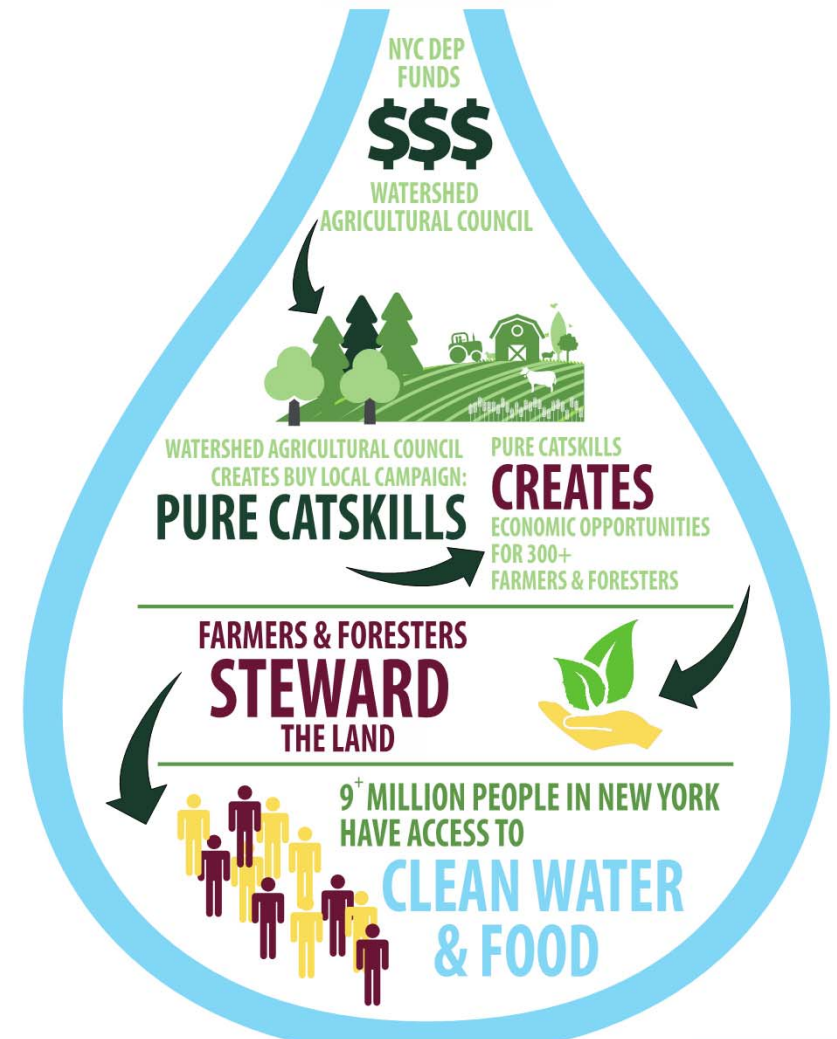 NYC DEP
FUNDS
$$$
WATERSHED
AGRICULTURAL COUNCIL
WATERSHED AGRICULTURAL COUNCIL
CREATES BUY LOCAL CAMPAIGN:
PURE CATSKILLS
PURE CATSKILLS
CREATES
ECONOMIC OPPORTUNITIES
FOR 300+
FARMERS & FORESTERS
FARMERS & FORESTERS
STEWARD
THE LAND
9+ MILLION PEOPLE IN NEW YORK
HAVE ACCESS TO
CLEAN WATER
& FOOD